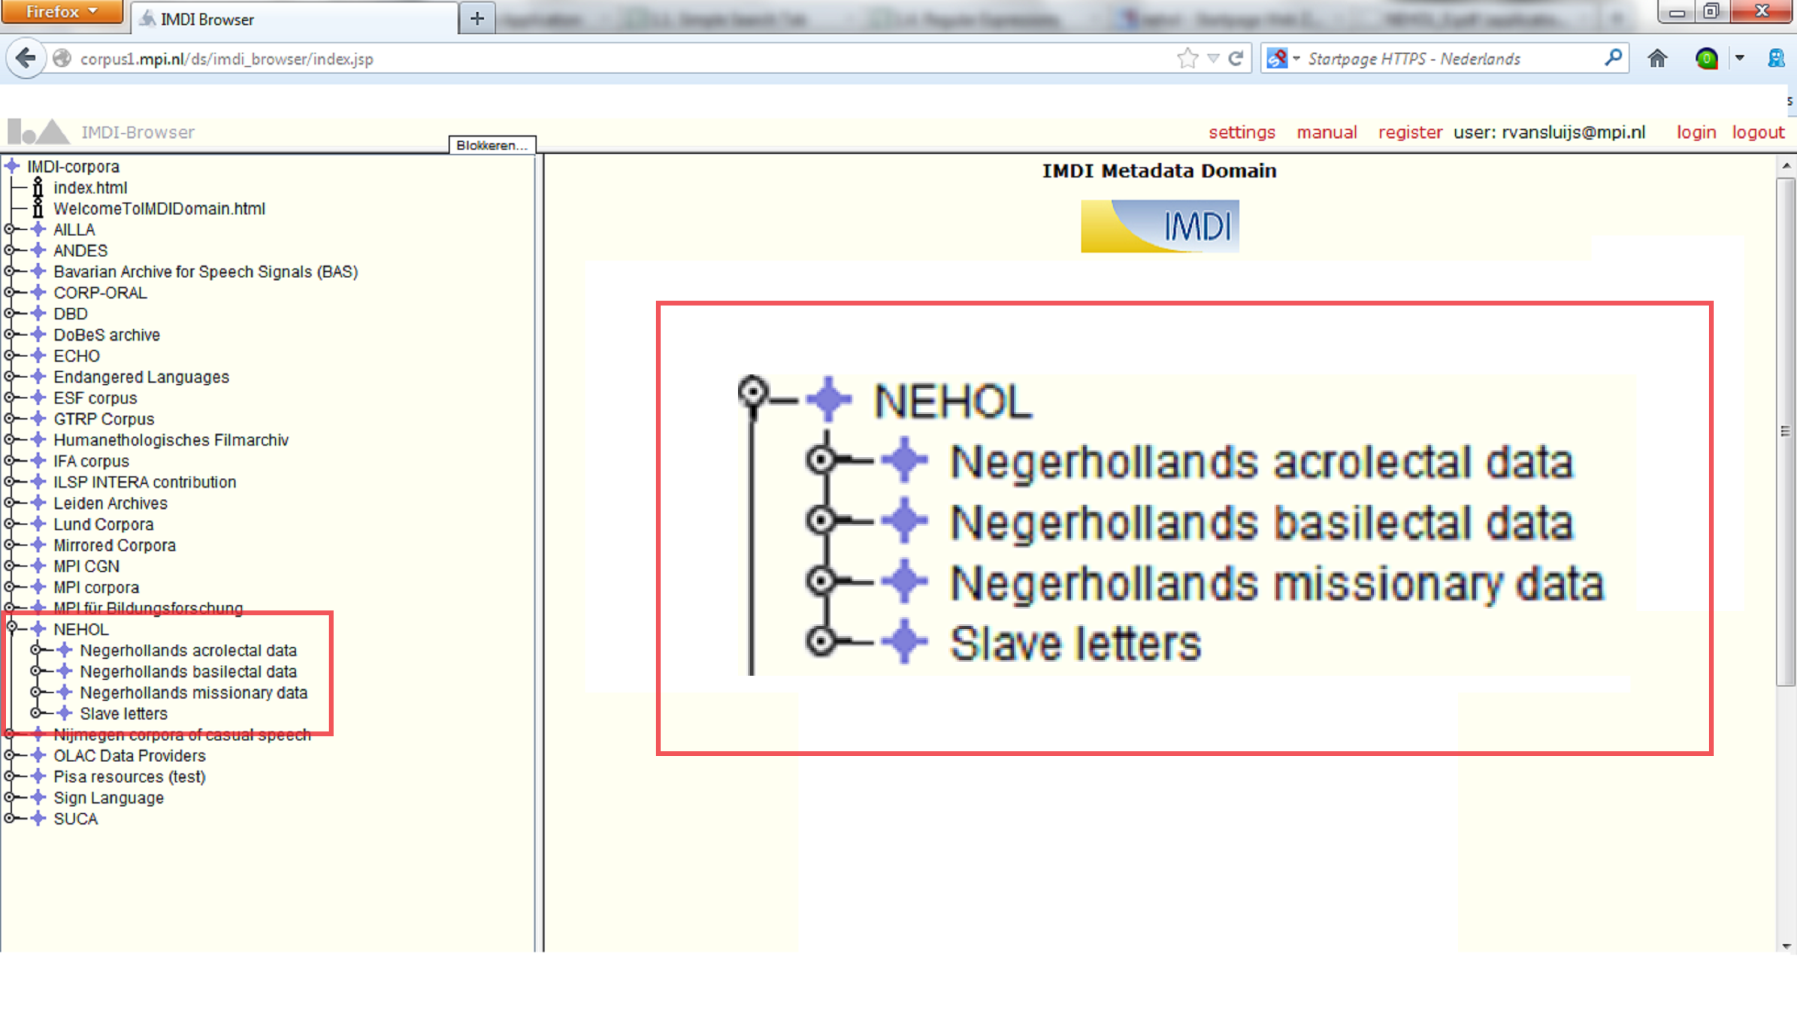 Firefox
IMDI Browser
corpus1.mpi.nl/ds/imdi_browser/index.jsp
Startpage HTTPS - Nederlands
0
s
IMDI-Browser
Blokkeren...
settings manual register user: rvansluijs@mpi.nl login logout
IMDI-corpora
index.html
WelcomeToIMDIDomain.html
AILLA
ANDES
Bavarian Archive for Speech Signals (BAS)
CORP-ORAL
DBD
DoBeS archive
ECHO
Endangered Languages
ESF corpus
GTRP Corpus
Humanethologisches Filmarchiv
IFA corpus
ILSP INTERA contribution
Leiden Archives
Lund Corpora
Mirrored Corpora
MPI CGN
MPI corpora
MPI für Bildungsforschung
NEHOL
Negerhollands acrolectal data
Negerhollands basilectal data
Negerhollands missionary data
Slave letters
Nijmegen corpora of casual speech
OLAC Data Providers
Pisa resources (test)
Sign Language
SUCA
IMDI Metadata Domain
IMDI
NEHOL
Negerhollands acrolectal data
Negerhollands basilectal data
Negerhollands missionary data
Slave letters